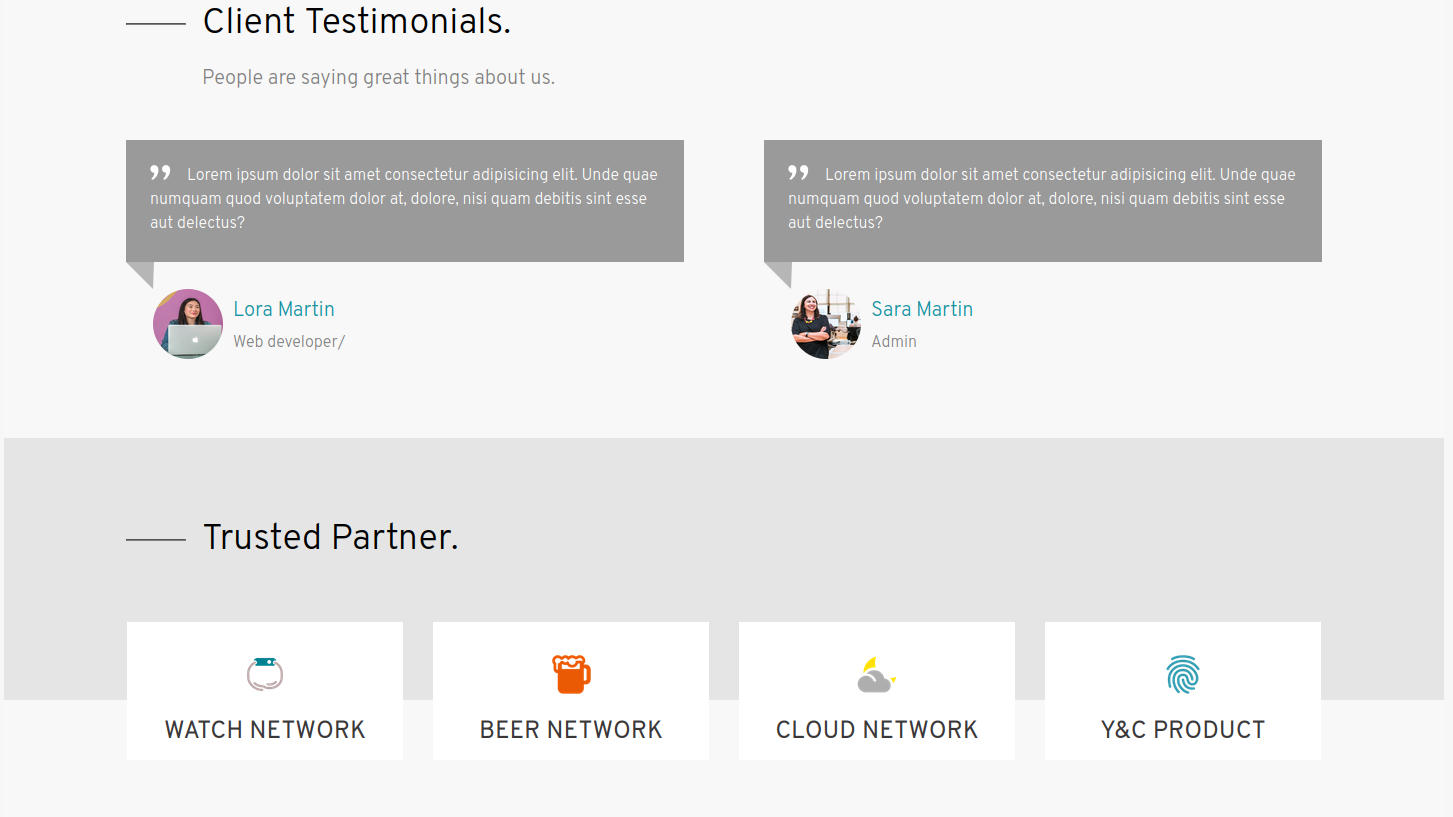 Client Testimonials.
People are saying great things about us.
Lorem ipsum dolor sit amet consectetur adipisicing elit. Unde quae
numquam quod voluptatem dolor at, dolore, nisi quam debitis sint esse
aut delectus?
Lora Martin
Web developer/
Lorem ipsum dolor sit amet consectetur adipisicing elit. Unde quae
numquam quod voluptatem dolor at, dolore, nisi quam debitis sint esse
aut delectus?
Sara Martin
Admin
Trusted Partner.
WATCH NETWORK
BEER NETWORK
CLOUD NETWORK
Y&C PRODUCT